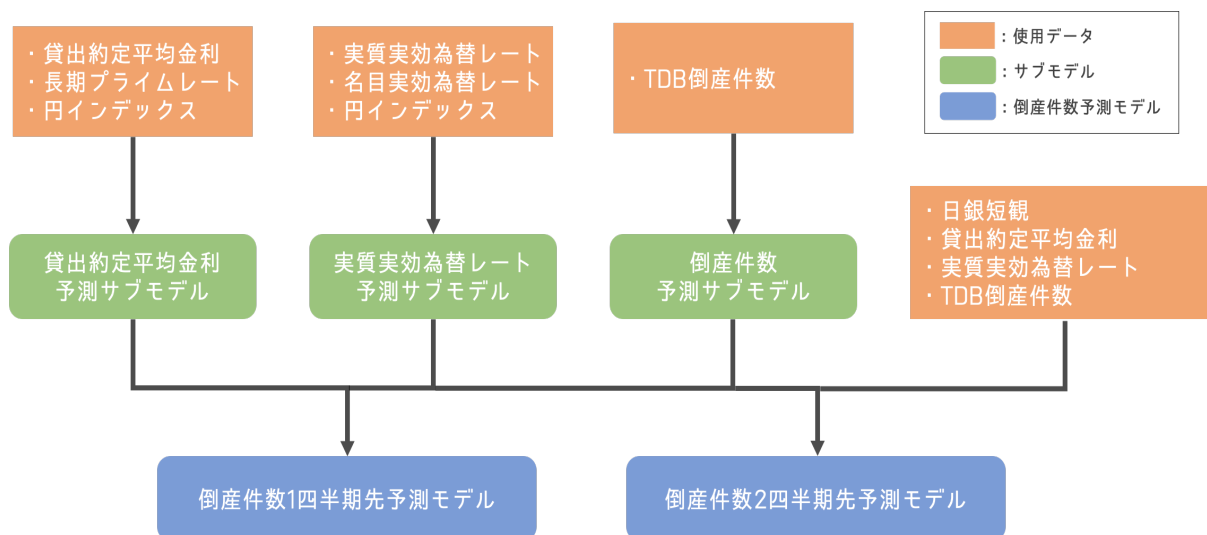 ・貸出約定平均金利
・長期プライムレート
・円インデックス
・実質実効為替レート
・名目実効為替レート
・円インデックス
・TDB倒産件数
：使用データ
：サブモデル
：倒産件数予測モデル
貸出約定平均金利
予測サブモデル
実質実効為替レート
予測サブモデル
倒産件数
予測サブモデル
・日銀短観
・貸出約定平均金利
・実質実効為替レート
・TDB倒産件数
倒産件数1四半期先予測モデル
倒産件数2四半期先予測モデル